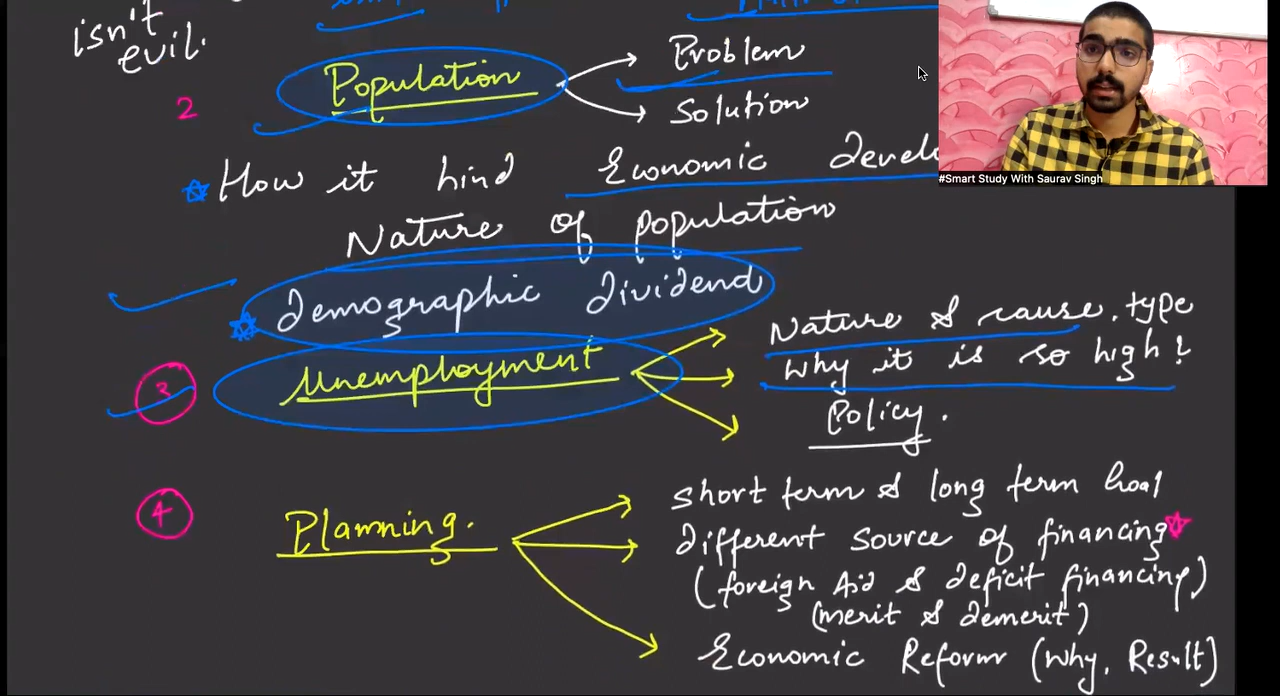 isn't
evil.
2
Population
Problem
Solution
How it hind Economic devel
Nature of population
Demographic dividend
3
Unemployment
Nature & cause, type
Why it is so high?
Policy.
4
Planning.
short term & long term Goal
different source of financing
(foreign Aid & deficit financing)
(merit & demerit)
Economic Reform (Why, Result)
#Smart Study With Saurav Singh